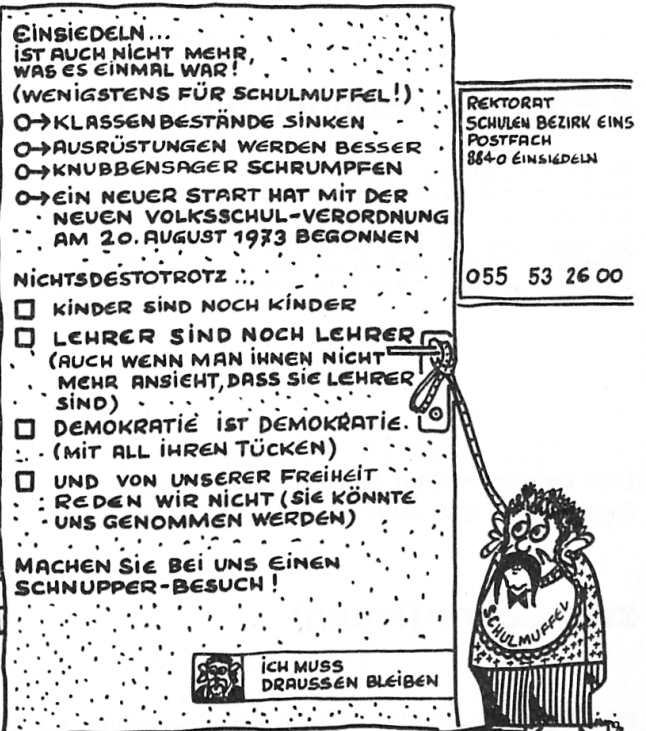 EINSIEDELN...
IST AUCH NICHT MEHR,
WAS ES EINMAL WAR!
(WENIGSTENS FÜR SCHULMUFFEL!)
KLASSENBESTÄNDE SINKEN
AUSRÜSTUNGEN WERDEN BESSER
KNUBBENSAGER SCHRUMPFEN
EIN NEUER START HAT MIT DER
NEUEN VOLKSSCHUL-VERORDNUNG
AM 20. AUGUST 1973 BEGONNEN
NICHTSDESTOTROTZ...
KINDER SIND NOCH KINDER
LEHRER SIND NOCH LEHRER
(AUCH WENN MAN IHNEN NICHT
MEHR ANSIEHT, DASS SIE LEHRER
SIND)
DEMOKRATIE IST DEMOKRATIE.
(MIT ALL IHREN TÜCKEN)
UND VON UNSERER FREIHEIT
REDEN WIR NICHT (SIE KÖNNTE
UNS GENOMMEN WERDEN)
MACHEN SIE BEI UNS EINEN
SCHNUPPER-BESUCH!
ICH MUSS
DRAUSSEN BLEIBEN
REKTORAT
SCHULEN BEZIRK EINS
POSTFACH
8840 EINSIEDELN
055 53 26 00
SCHULMUFFEL